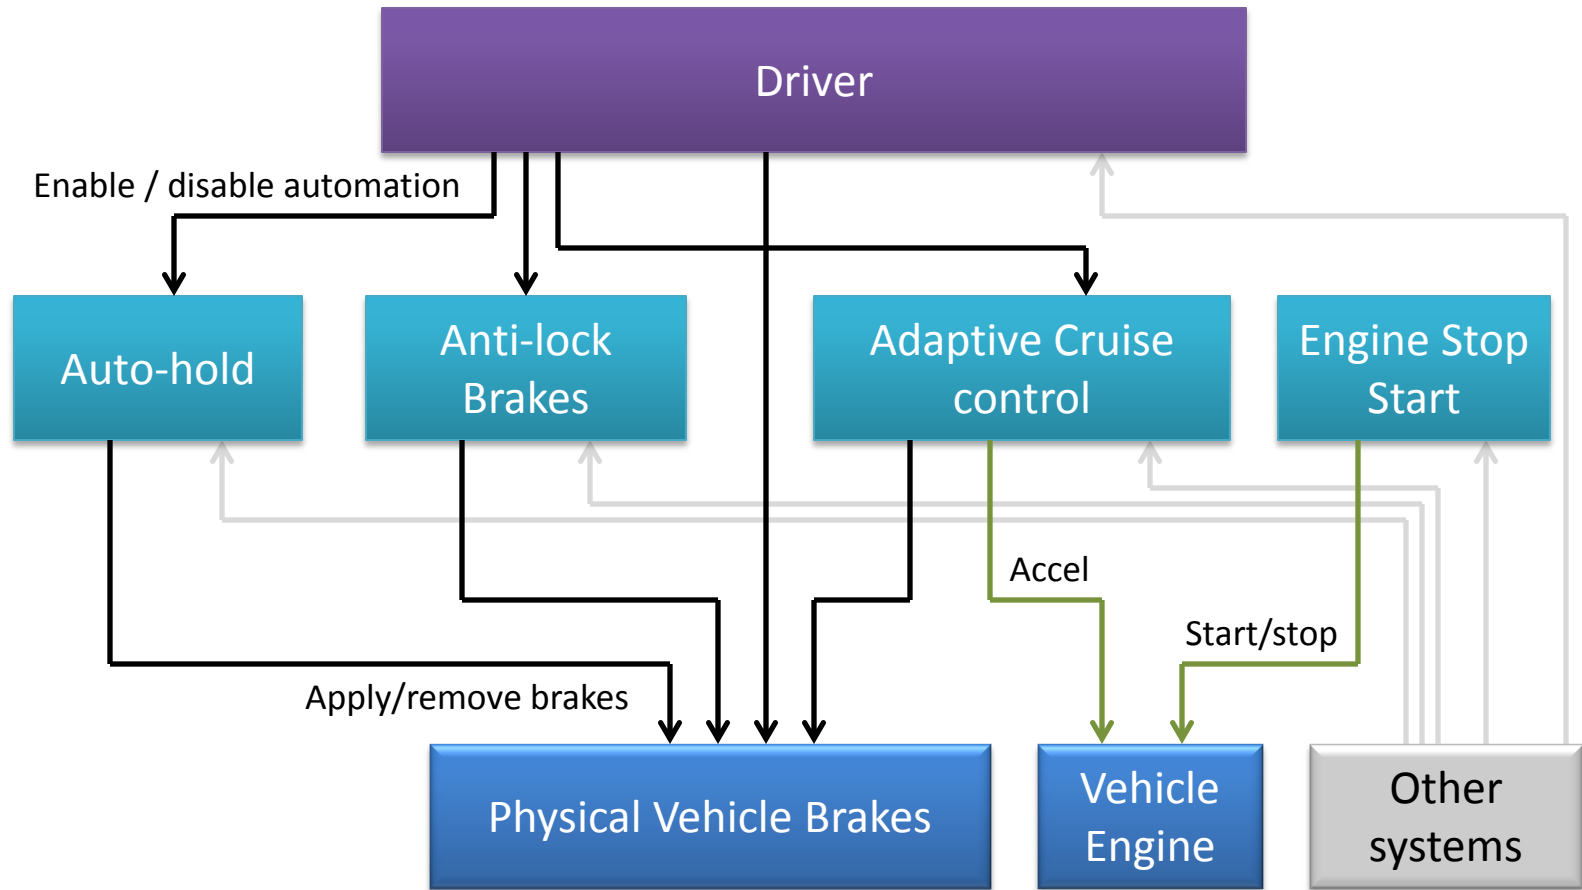 Driver
Enable / disable automation
Auto-hold
Anti-lock
Brakes
Adaptive Cruise
control
Engine Stop
Start
Accel
Start/stop
Apply/remove brakes
Physical Vehicle Brakes
Vehicle
Engine
Other
systems